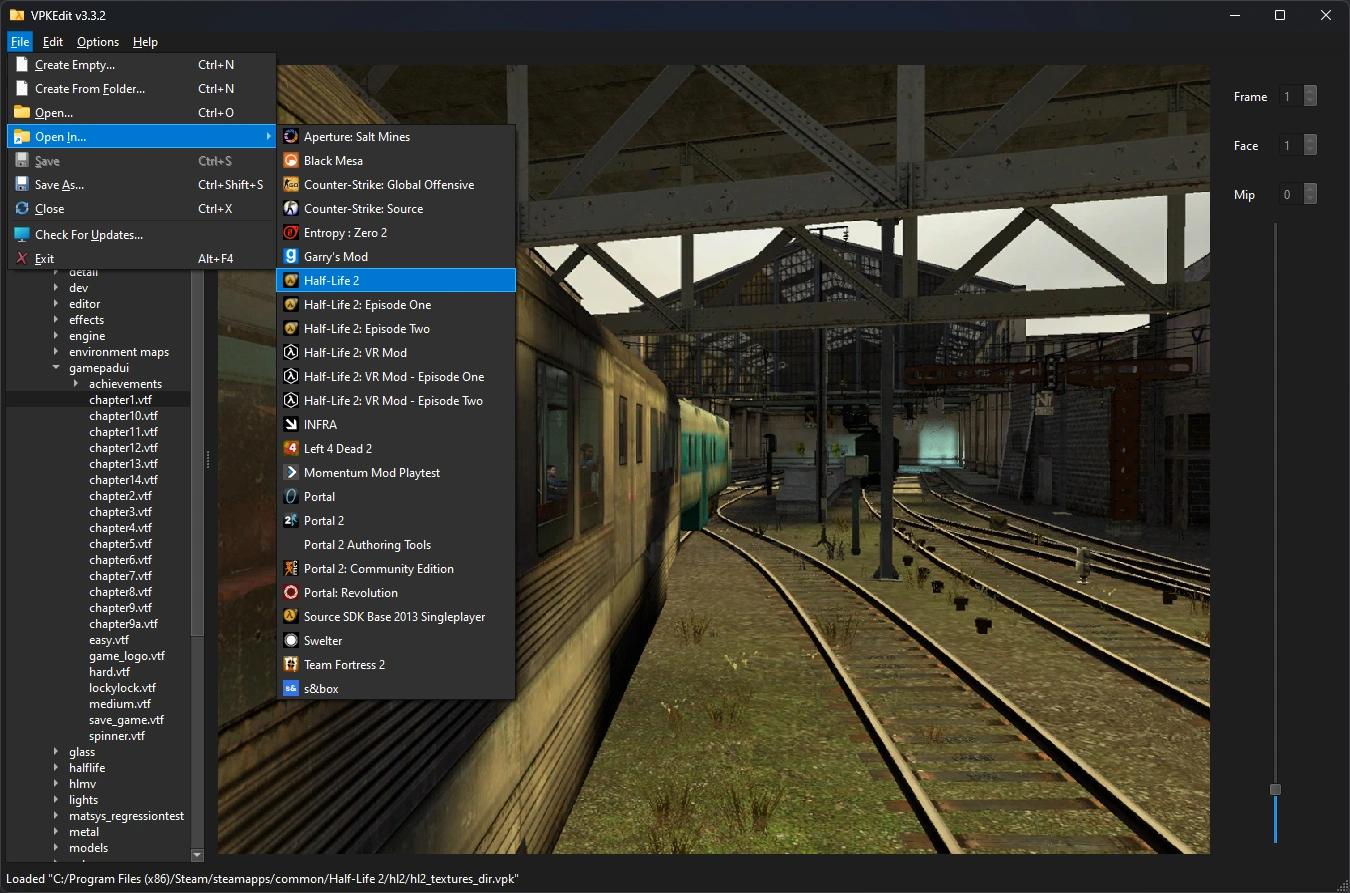 VPKEdit v3.3.2
File Edit Options Help
Create Empty... Ctrl+N
Create From Folder... Ctrl+N
Open... Ctrl+O
Open In...
Save Ctrl+S
Save As... Ctrl+Shift+S
Close Ctrl+X
Check For Updates...
Exit Alt+F4
Aperture: Salt Mines
Black Mesa
Counter-Strike: Global Offensive
Counter-Strike: Source
Entropy : Zero 2
Garry's Mod
Half-Life 2
Half-Life 2: Episode One
Half-Life 2: Episode Two
Half-Life 2: VR Mod
Half-Life 2: VR Mod - Episode One
Half-Life 2: VR Mod - Episode Two
INFRA
Left 4 Dead 2
Momentum Mod Playtest
Portal
Portal 2
Portal 2 Authoring Tools
Portal 2: Community Edition
Portal: Revolution
Source SDK Base 2013 Singleplayer
Swelter
Team Fortress 2
s&box
detail
dev
editor
effects
engine
environment maps
gamepadui
achievements
chapter1.vtf
chapter10.vtf
chapter11.vtf
chapter12.vtf
chapter13.vtf
chapter14.vtf
chapter2.vtf
chapter3.vtf
chapter4.vtf
chapter5.vtf
chapter6.vtf
chapter7.vtf
chapter8.vtf
chapter9.vtf
chapter9a.vtf
easy.vtf
game_logo.vtf
hard.vtf
lockylock.vtf
medium.vtf
save_game.vtf
spinner.vtf
glass
halflife
hlmv
lights
matsys_regressiontest
metal
models
Frame 1
Face 1
Mip 0
Loaded "C:/Program Files (x86)/Steam/steamapps/common/Half-Life 2/hl2/hl2_textures_dir.vpk"